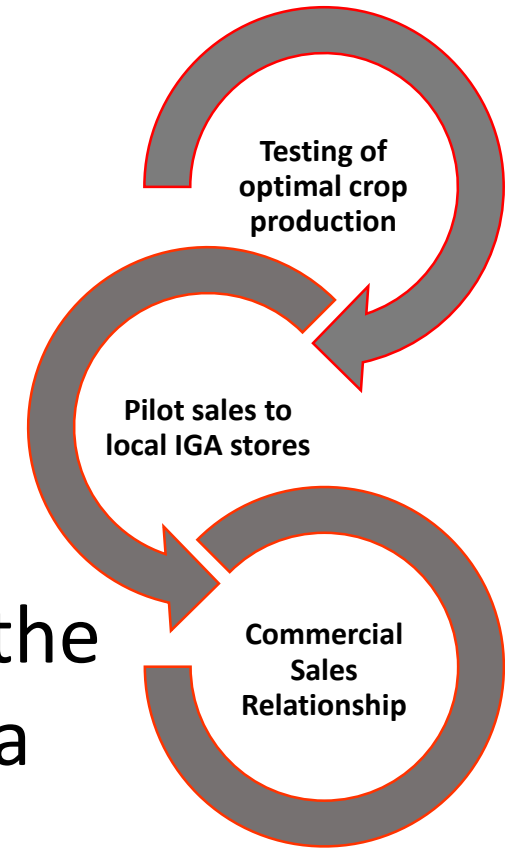 Testing of
optimal crop
production
Pilot sales to
local IGA stores
the
a
Commercial
Sales
Relationship